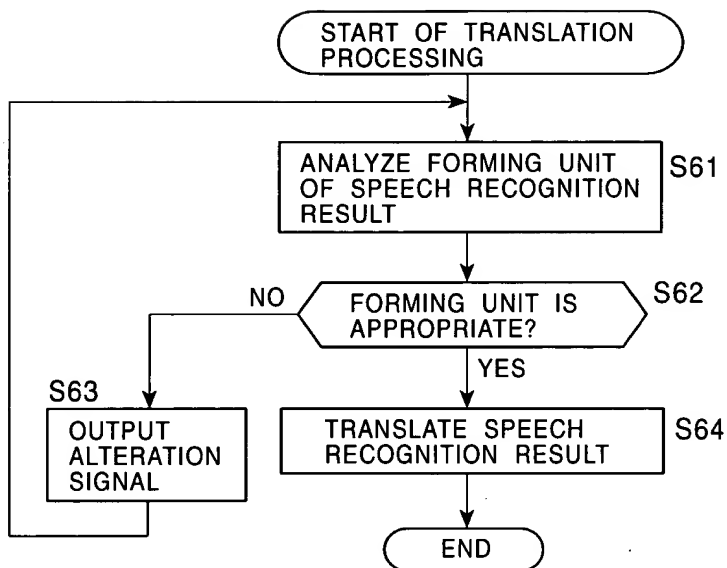 START OF TRANSLATION
PROCESSING
ANALYZE FORMING UNIT
OF SPEECH RECOGNITION
RESULT
S61
FORMING UNIT IS
APPROPRIATE?
S62
NO
YES
S63
OUTPUT
ALTERATION
SIGNAL
TRANSLATE SPEECH
RECOGNITION RESULT
S64
END